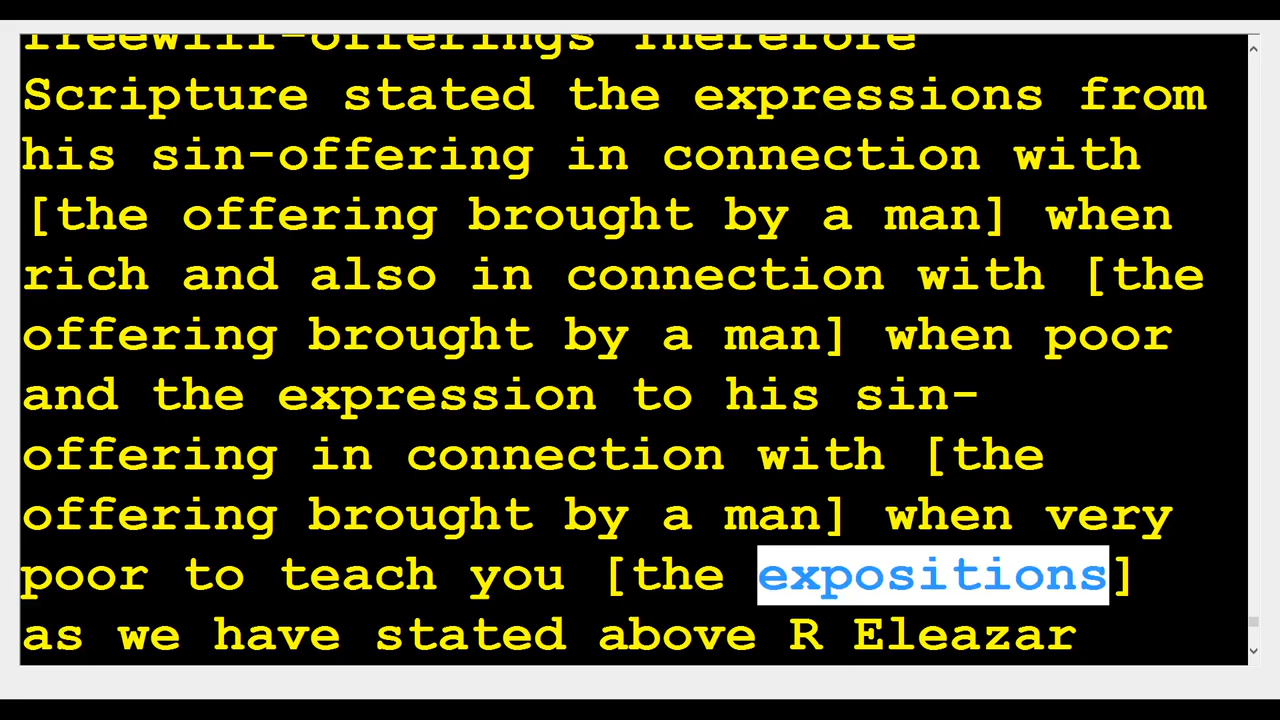 freewill-offerings Therefore
Scripture stated the expressions from
his sin-offering in connection with
[the offering brought by a man] when
rich and also in connection with [the
offering brought by a man] when poor
and the expression to his sin-
offering in connection with [the
offering brought by a man] when very
poor to teach you [the expositions]
as we have stated above R Eleazar